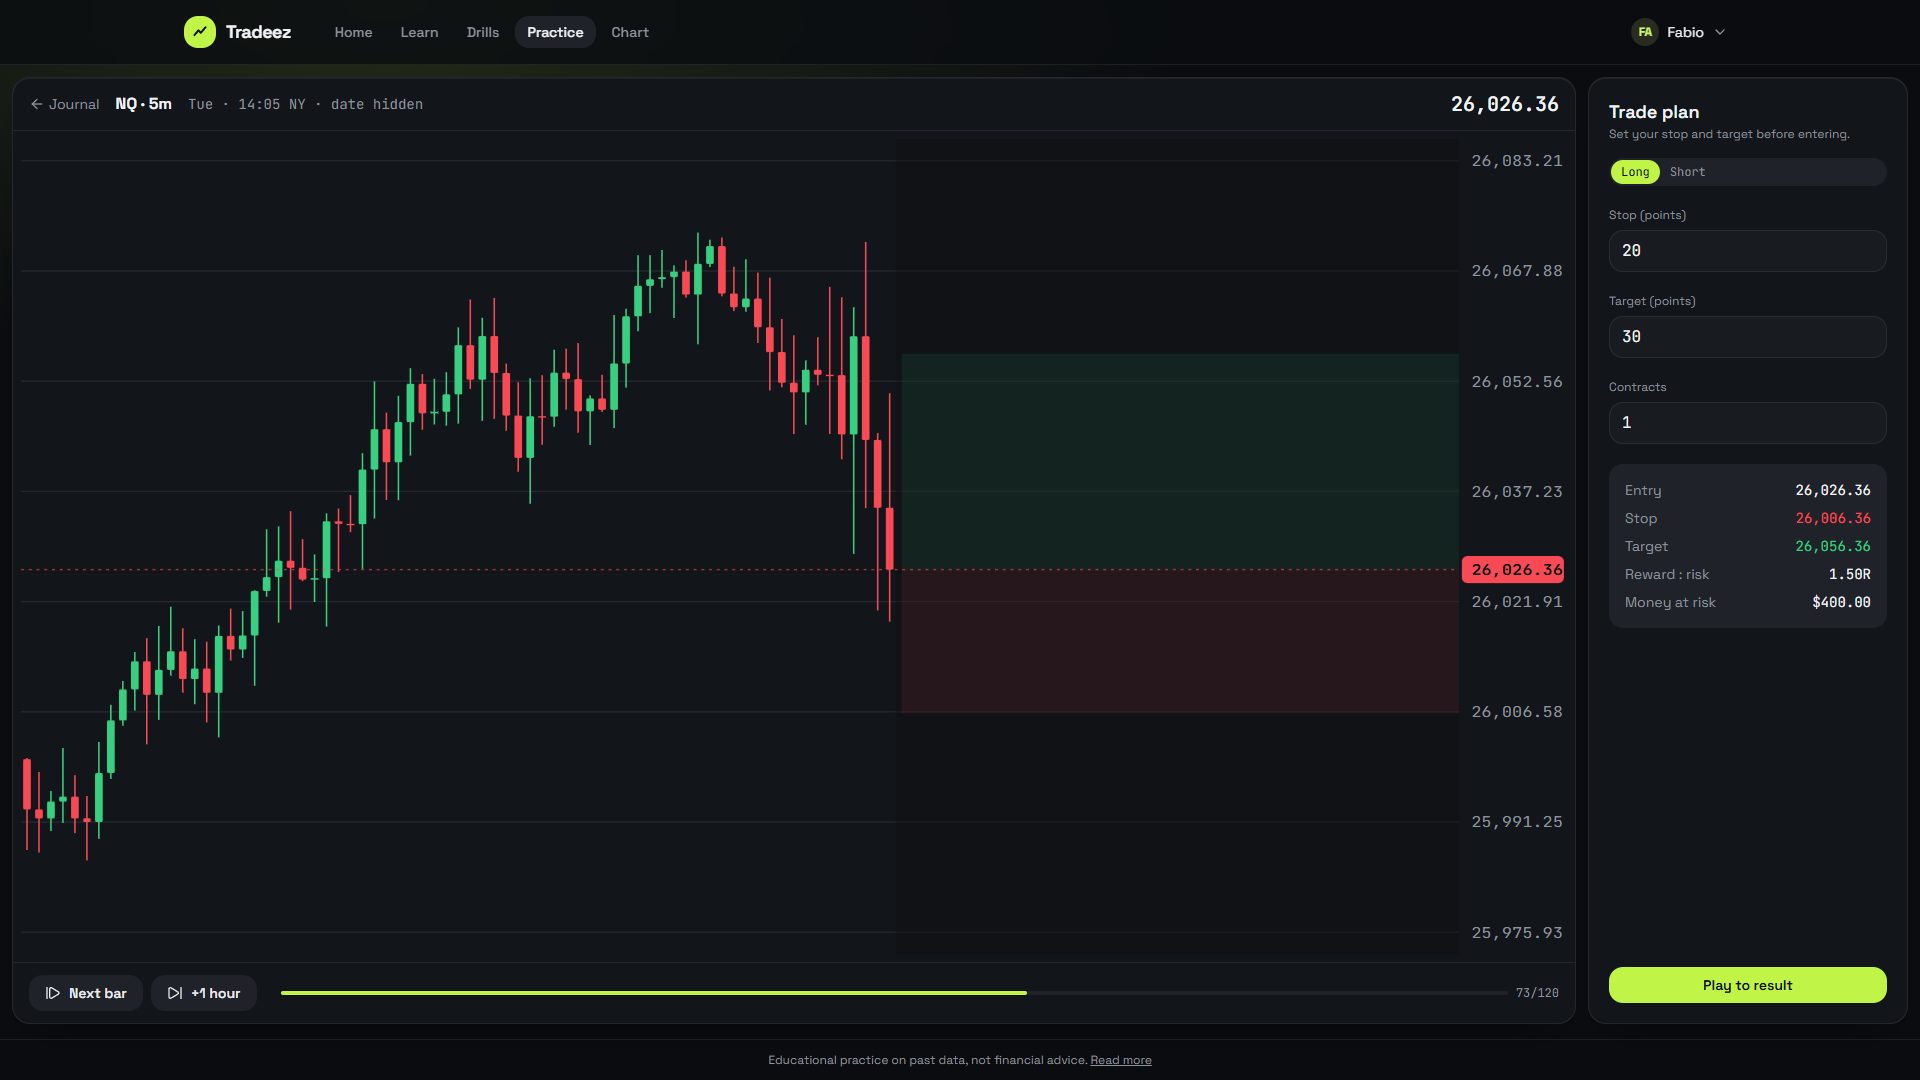 Tradeez
Home
Learn
Drills
Practice
Chart
FA
Fabio
← Journal
NQ · 5m
Tue · 14:05 NY · date hidden
26,026.36
26,083.21
26,067.88
26,052.56
26,037.23
26,026.36
26,021.91
26,006.58
25,991.25
25,975.93
Next bar
+1 hour
73/120
Trade plan
Set your stop and target before entering.
Long
Short
Stop (points)
20
Target (points)
30
Contracts
1
Entry 26,026.36
Stop 26,006.36
Target 26,056.36
Reward : risk 1.50R
Money at risk $400.00
Play to result
Educational practice on past data, not financial advice. Read more